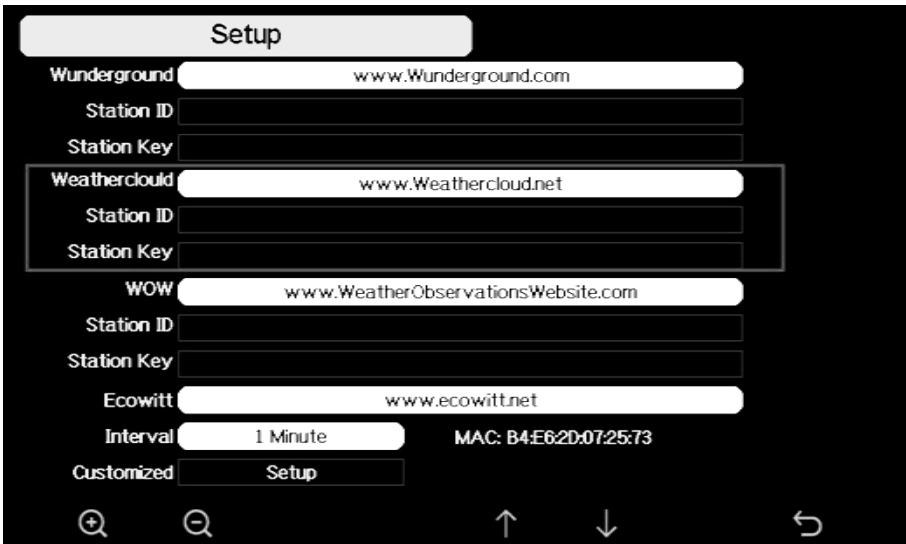 Setup
Wunderground www.Wunderground.com
Station ID
Station Key
Weatherclould www.Weathercloud.net
Station ID
Station Key
WOW www.WeatherObservationsWebsite.com
Station ID
Station Key
Ecowitt www.ecowitt.net
Interval 1 Minute MAC: B4:E6:2D:07:25:73
Customized Setup